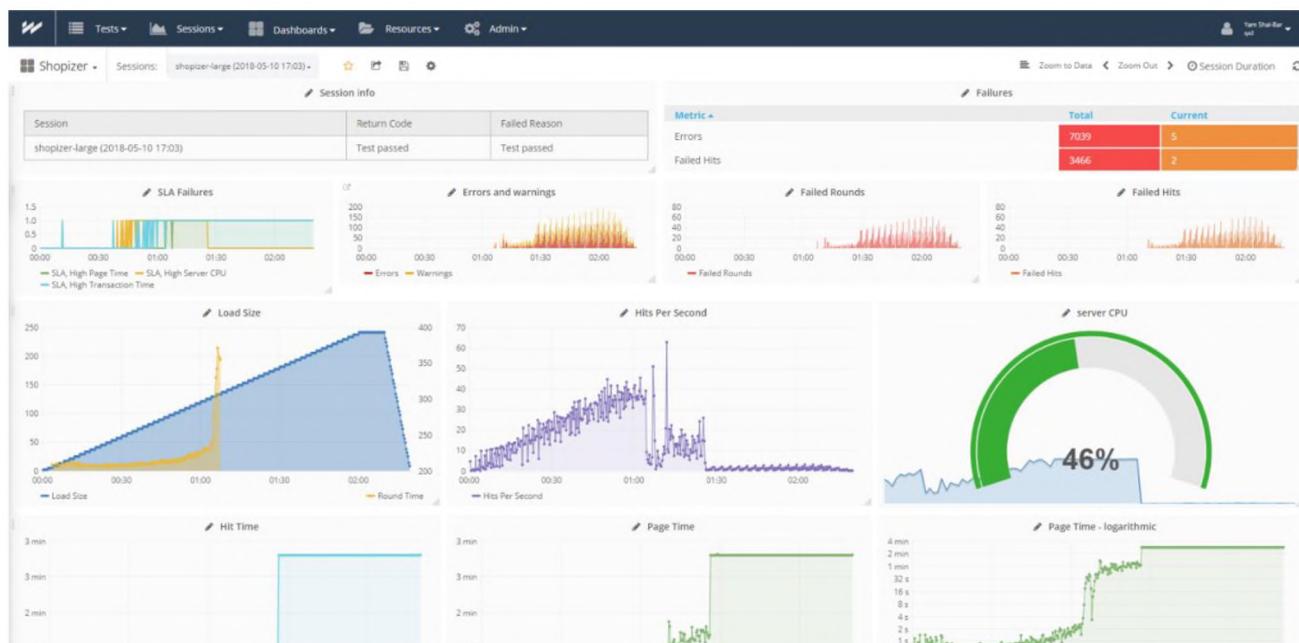 Tests Sessions Dashboards Resources Admin Yam Shal-Bar
Shopizer Sessions: shopizer-large (2018-05-10 17:03) Zoom to Data Zoom Out Session Duration
Session info
Session Return Code Failed Reason
shopizer-large (2018-05-10 17:03) Test passed Test passed
Failures
Metric Total Current
Errors 7039 5
Failed Hits 3466 2
SLA Failures
1.5
1.0
0.5
0
00:00 00:30 01:00 01:30 02:00
SLA, High Page Time SLA, High Server CPU
SLA, High Transaction Time
Errors and warnings
200
150
100
50
0
00:00 00:30 01:00 01:30 02:00
Errors Warnings
Failed Rounds
80
60
40
20
0
00:00 00:30 01:00 01:30 02:00
Failed Rounds
Failed Hits
80
60
40
20
0
00:00 00:30 01:00 01:30 02:00
Failed Hits
Load Size
250 400
200 350
150
100 300
50 250
0 200
00:00 00:30 01:00 01:30 02:00
Load Size Round Time
Hits Per Second
70
60
50
40
30
20
10
0
00:00 00:30 01:00 01:30 02:00
Hits Per Second
server CPU
46%
Hit Time
3 min
3 min
2 min
Page Time
3 min
3 min
2 min
Page Time - logarithmic
4 min
2 min
1 min
32 s
16 s
8 s
4 s
2 s
1 s